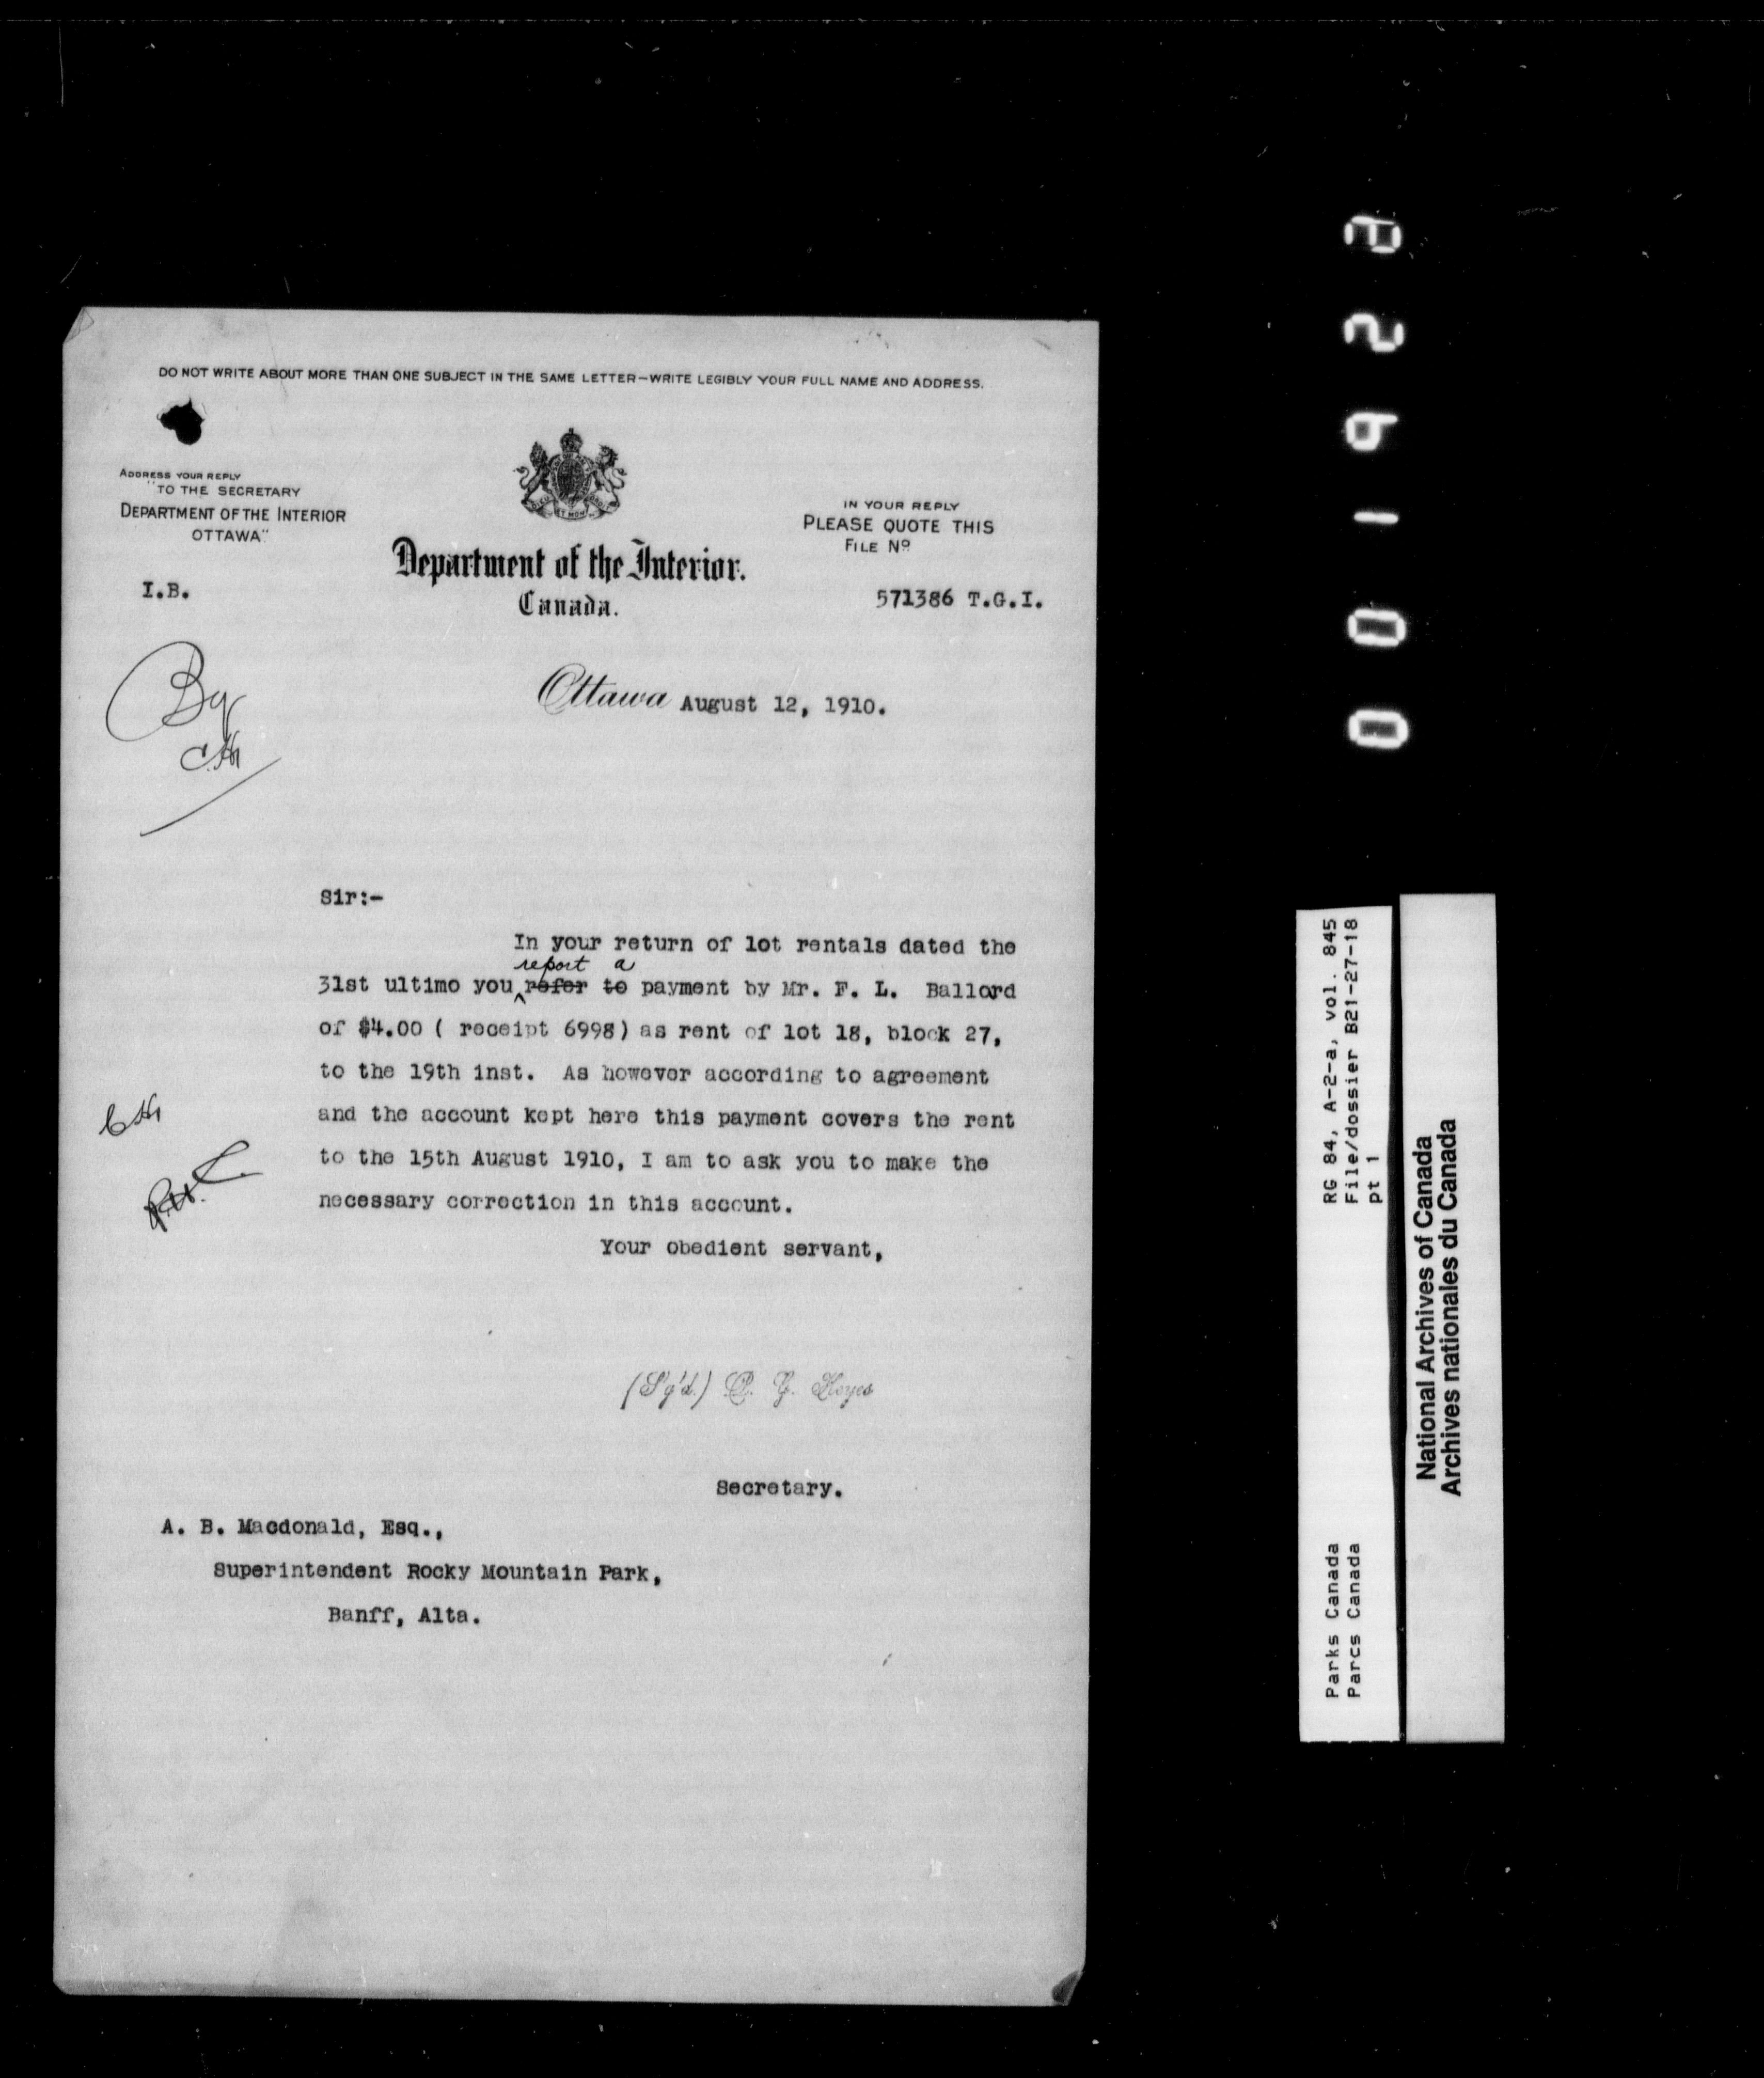 DO NOT WRITE ABOUT MORE THAN ONE SUBJECT IN THE SAME LETTER—WRITE LEGIBLY YOUR FULL NAME AND ADDRESS.
ADDRESS YOUR REPLY
"TO THE SECRETARY
DEPARTMENT OF THE INTERIOR
OTTAWA"
IN YOUR REPLY
PLEASE QUOTE THIS
FILE No
Department of the Interior.
Canada.
I.B.
571386 T.G.I.
Ottawa August 12, 1910.
Sir:-
In your return of lot rentals dated the
report a
31st ultimo you refer to payment by Mr. F. L. Ballard
of $4.00 ( receipt 6998) as rent of lot 18, block 27,
to the 19th inst. As however according to agreement
and the account kept here this payment covers the rent
to the 15th August 1910, I am to ask you to make the
necessary correction in this account.
Your obedient servant,
(Sg'd.) P. G. Keyes
Secretary.
A. B. Macdonald, Esq.,
Superintendent Rocky Mountain Park,
Banff, Alta.
RG 84, A-2-a, vol. 845
File/dossier B21-27-18
pt 1
Parks Canada
Parcs Canada
National Archives of Canada
Archives nationales du Canada